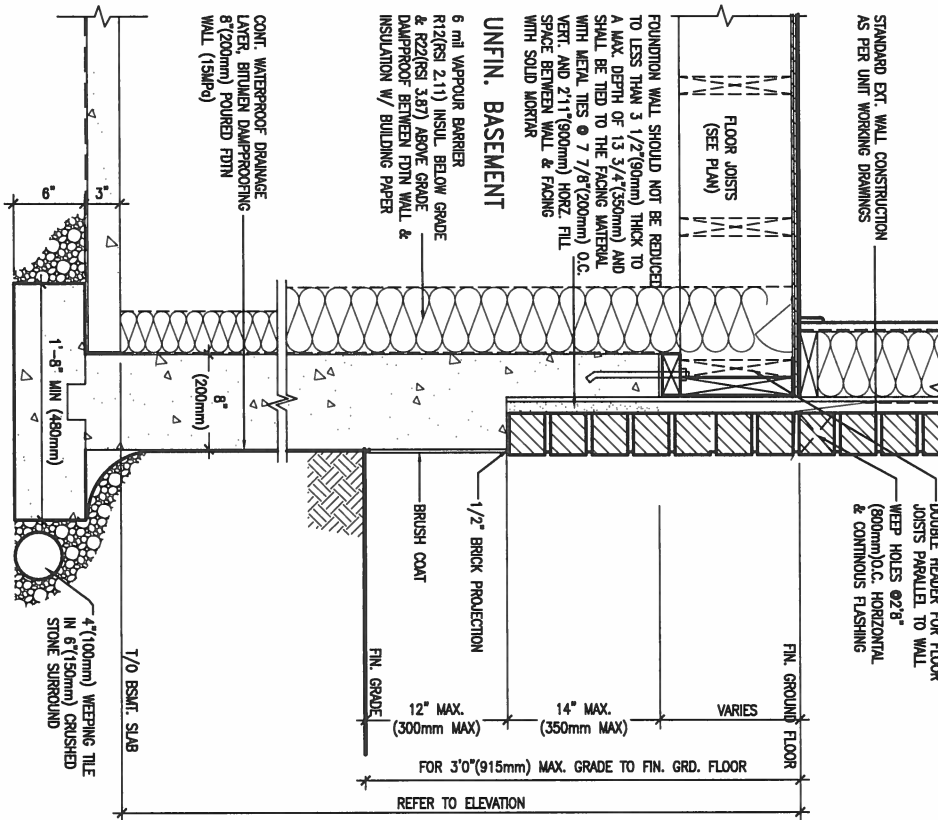 STANDARD EXT. WALL CONSTRUCTION
AS PER UNIT WORKING DRAWINGS
FLOOR JOISTS
(SEE PLAN)
FOUNDTION WALL SHOULD NOT BE REDUCED
TO LESS THAN 3 1/2"(90mm) THICK TO
A MAX. DEPTH OF 13 3/4"(350mm) AND
SHALL BE TIED TO THE FACING MATERIAL
WITH METAL TIES @ 7 7/8"(200mm) O.C.
VERT. AND 2'11"(900mm) HORZ. FILL
SPACE BETWEEN WALL & FACING
WITH SOLID MORTAR
UNFIN. BASEMENT
6 mil VAPPOUR BARRIER
R12(RSI 2.11) INSUL BELOW GRADE
& R22(RSI 3.87) ABOVE GRADE
DAMPPROOF BETWEEN FDTN WALL &
INSULATION W/ BUILDING PAPER
CONT. WATERPROOF DRAINAGE
LAYER, BITUMEN DAMPPROOFING
8"(200mm) POURED FDTN
WALL (15MPa)
DOUBLE HEADER FOR FLOOR
JOISTS PARALLEL TO WALL
WEEP HOLES @2'8"
(800mm)O.C. HORIZONTAL
& CONTINOUS FLASHING
1/2" BRICK PROJECTION
BRUSH COAT
8"
(200mm)
6"
3"
1'-8" MIN (480mm)
4"(100mm) WEEPING TILE
IN 6"(150mm) CRUSHED
STONE SURROUND
T/O BSMT. SLAB
FIN. GRADE
FIN. GROUND FLOOR
12" MAX.
(300mm MAX)
14" MAX.
(350mm MAX)
VARIES
FOR 3'0"(915mm) MAX. GRADE TO FIN. GRD. FLOOR
REFER TO ELEVATION